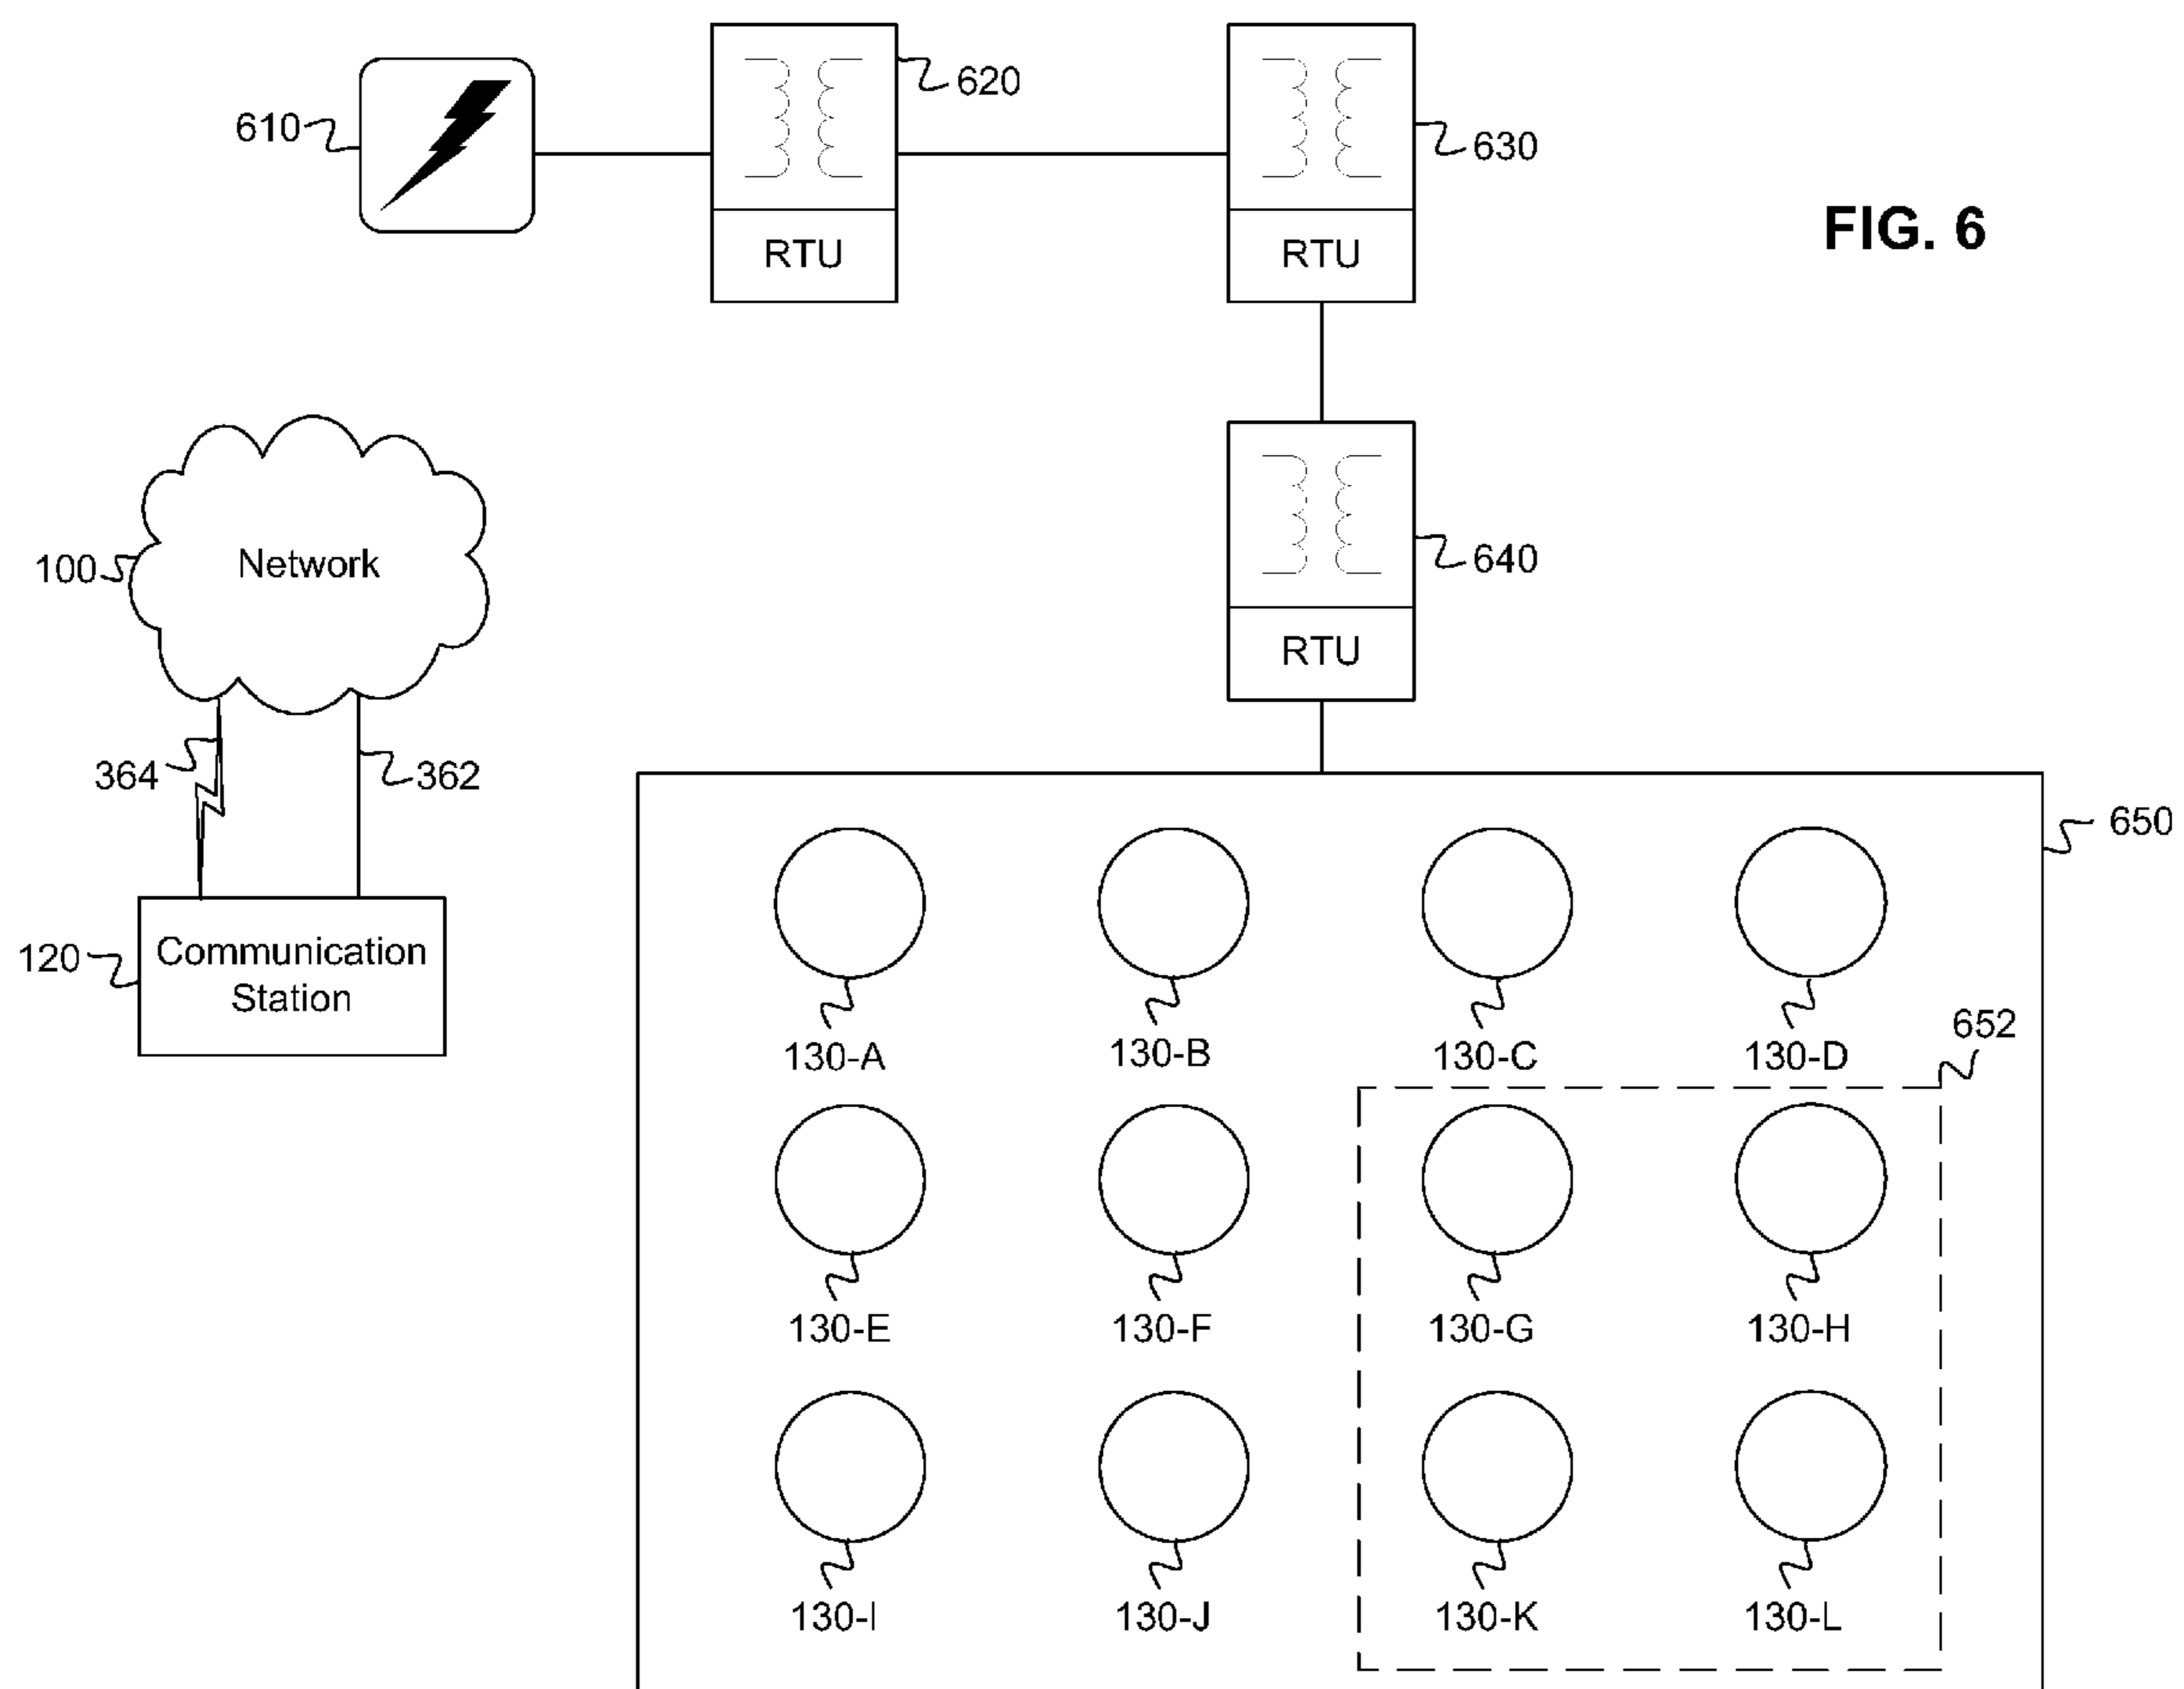 620
610
630
RTU
RTU
FIG. 6
100
Network
640
RTU
364
362
650
120
Communication
Station
652
130-A
130-B
130-C
130-D
130-E
130-F
130-G
130-H
130-I
130-J
130-K
130-L